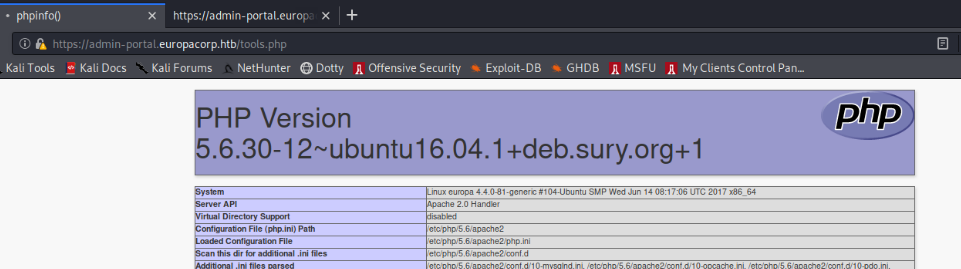 phpinfo()
https://admin-portal.europa
https://admin-portal.europacorp.htb/tools.php
Kali Tools Kali Docs Kali Forums NetHunter Dotty Offensive Security Exploit-DB GHDB MSFU My Clients Control Pan...
PHP Version
5.6.30-12~ubuntu16.04.1+deb.sury.org+1
php
System Linux europa 4.4.0-81-generic #104-Ubuntu SMP Wed Jun 14 08:17:06 UTC 2017 x86_64
Server API Apache 2.0 Handler
Virtual Directory Support disabled
Configuration File (php.ini) Path /etc/php/5.6/apache2
Loaded Configuration File /etc/php/5.6/apache2/php.ini
Scan this dir for additional .ini files /etc/php/5.6/apache2/conf.d
Additional .ini files parsed /etc/php/5.6/apache2/conf.d/10-mysqlnd.ini, /etc/php/5.6/apache2/conf.d/10-opcache.ini, /etc/php/5.6/apache2/conf.d/10-pdo.ini,